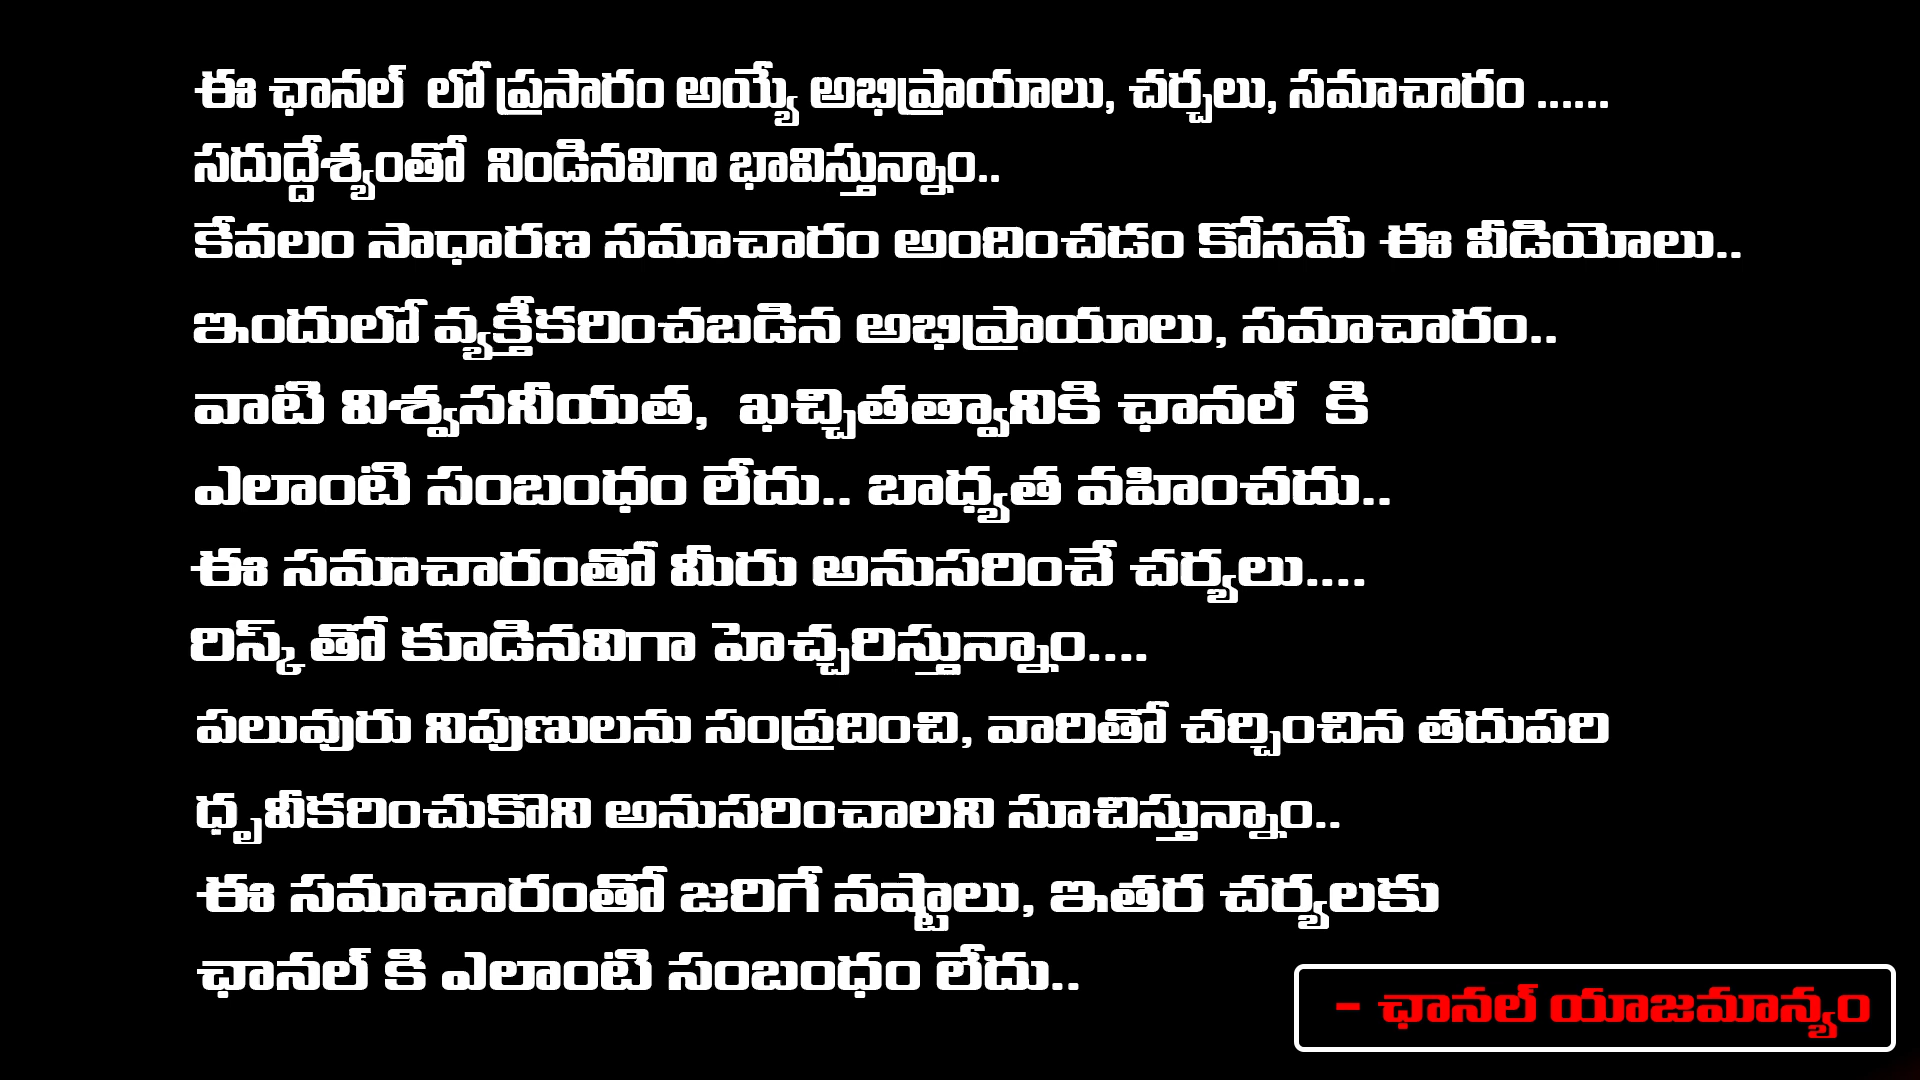 ఈ ఛానల్ లో ప్రసారం అయ్యే అభిప్రాయాలు, చర్చలు, సమాచారం ......
సదుద్దేశ్యంతో నిండినవిగా భావిస్తున్నాం..
కేవలం సాధారణ సమాచారం అందించడం కోసమే ఈ వీడియోలు..
ఇందులో వ్యక్తీకరించబడిన అభిప్రాయాలు, సమాచారం..
వాటి విశ్వసనీయత, ఖచ్చితత్వానికి ఛానల్ కి
ఎలాంటి సంబంధం లేదు.. బాధ్యత వహించదు..
ఈ సమాచారంతో మీరు అనుసరించే చర్యలు....
రిస్క్ తో కూడినవిగా హెచ్చరిస్తున్నాం....
పలువురు నిపుణులను సంప్రదించి, వారితో చర్చించిన తదుపరి
ధృవీకరించుకొని అనుసరించాలని సూచిస్తున్నాం..
ఈ సమాచారంతో జరిగే నష్టాలు, ఇతర చర్యలకు
ఛానల్ కి ఎలాంటి సంబంధం లేదు..
- ఛానల్ యాజమాన్యం